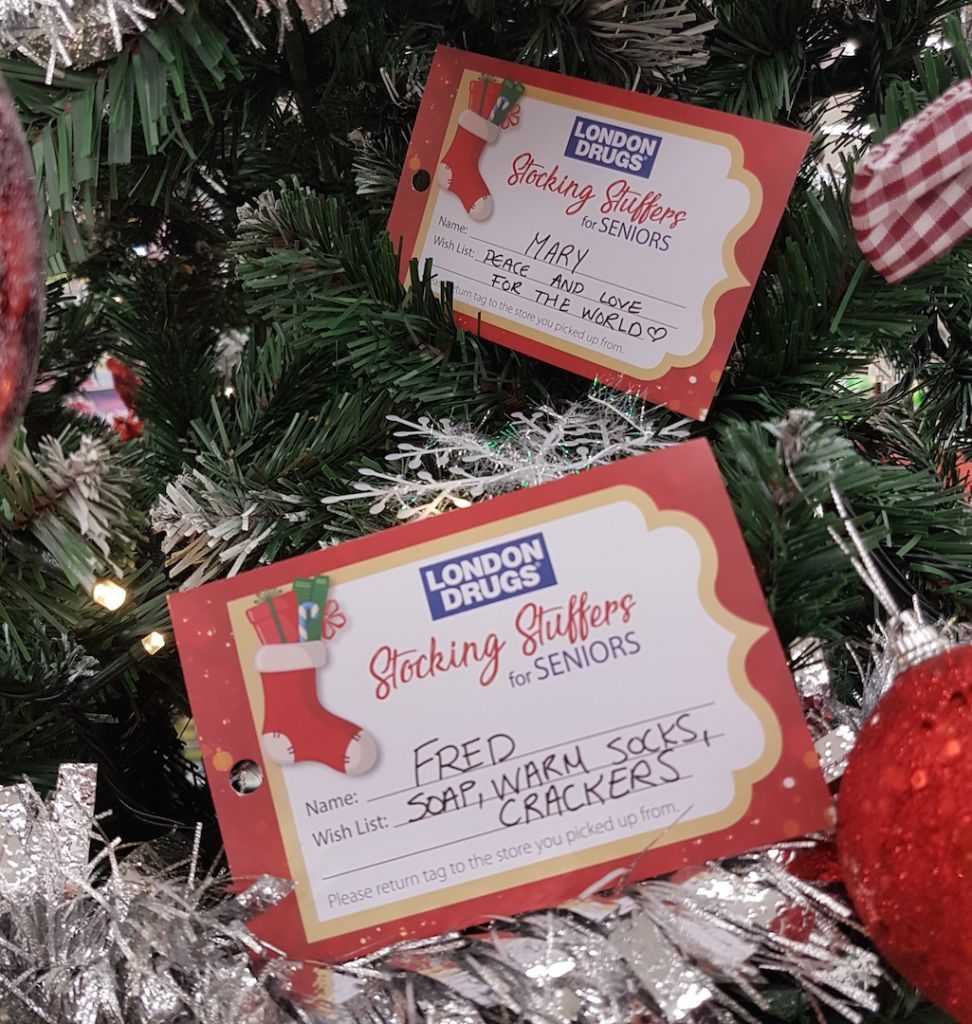 LONDON
DRUGS
Stocking Stuffers
for SENIORS
Name: MARY
Wish List: PEACE AND LOVE
FOR THE WORLD♡
return tag to the store you picked up from.
LONDON
DRUGS
Stocking Stuffers
for SENIORS
Name: FRED
Wish List: SOAP, WARM SOCKS,
CRACKERS
Please return tag to the store you picked up from.